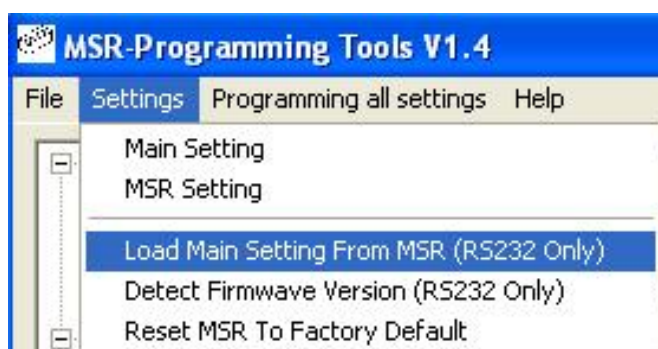 MSR-Programming Tools V1.4
File Settings Programming all settings Help
Main Setting
MSR Setting
Load Main Setting From MSR (RS232 Only)
Detect Firmwave Version (RS232 Only)
Reset MSR To Factory Default